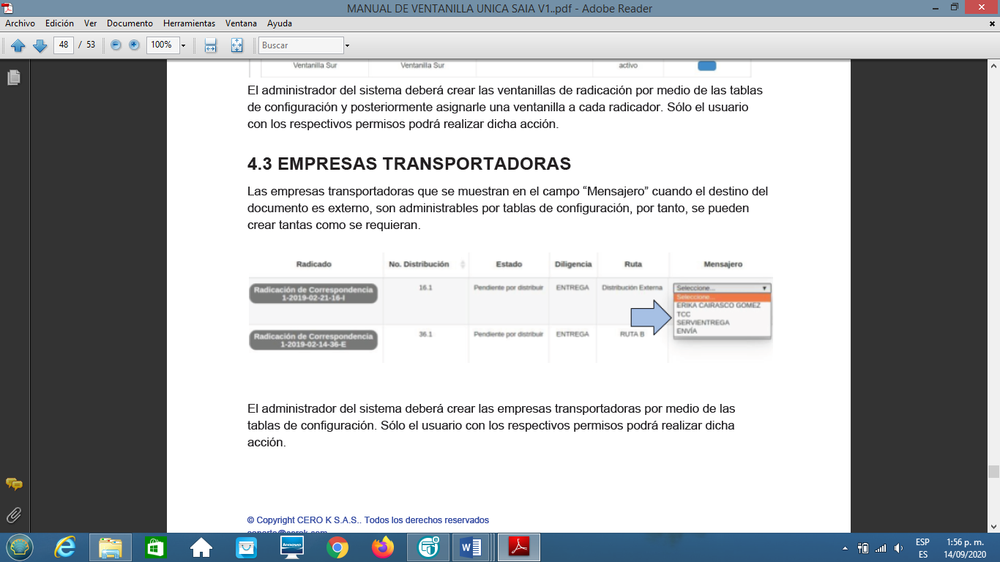 MANUAL DE VENTANILLA UNICA SAIA V1..pdf - Adobe Reader
Archivo Edición Ver Documento Herramientas Ventana Ayuda
48 / 53 100% Buscar
Ventanilla Sur Ventanilla Sur activo
El administrador del sistema deberá crear las ventanillas de radicación por medio de las tablas
de configuración y posteriormente asignarle una ventanilla a cada radicador. Sólo el usuario
con los respectivos permisos podrá realizar dicha acción.
4.3 EMPRESAS TRANSPORTADORAS
Las empresas transportadoras que se muestran en el campo “Mensajero” cuando el destino del
documento es externo, son administrables por tablas de configuración, por tanto, se pueden
crear tantas como se requieran.
Radicado No. Distribución Estado Diligencia Ruta Mensajero
Radicación de Correspondencia 16.1 Pendiente por distribuir ENTREGA Distribución Externa Seleccione...
1-2019-02-21-16-I
Seleccione...
ERIKA CAIRASCO GOMEZ
TCC
SERVIENTREGA
ENVÍA
Radicación de Correspondencia 36.1 Pendiente por distribuir ENTREGA RUTA B
1-2019-02-14-36-E
El administrador del sistema deberá crear las empresas transportadoras por medio de las
tablas de configuración. Sólo el usuario con los respectivos permisos podrá realizar dicha
acción.
© Copyright CERO K S.A.S.. Todos los derechos reservados
soporte@cerok.com
lenovo
ESP 1:56 p. m.
ES 14/09/2020